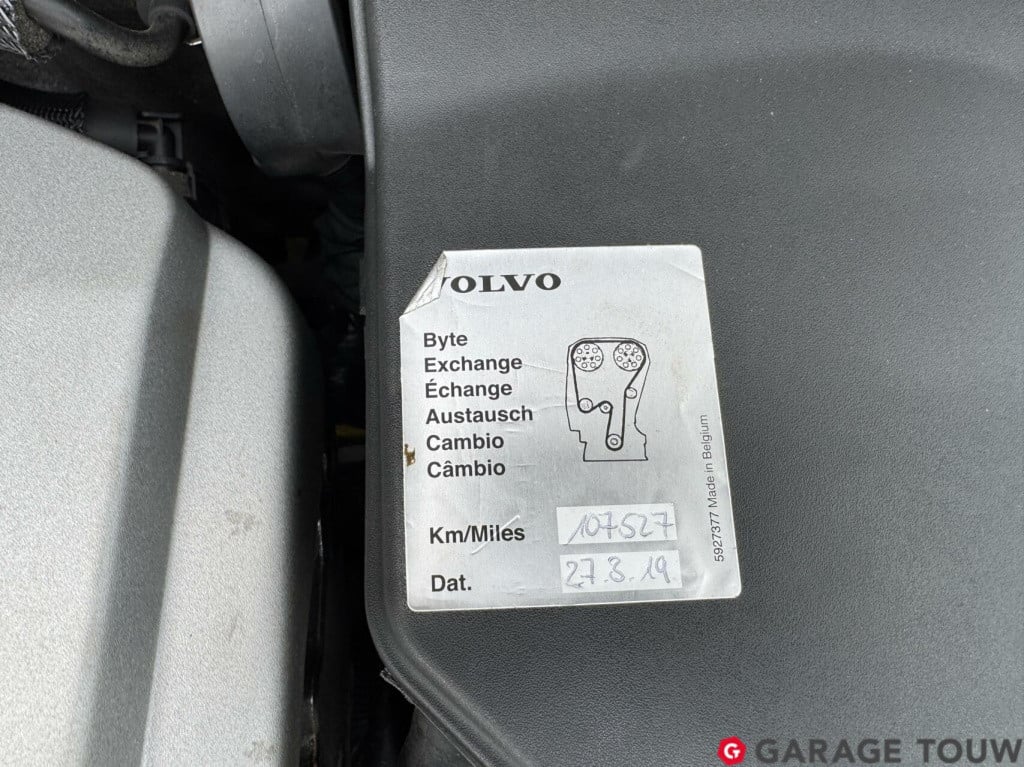 VOLVO
Byte
Exchange
Échange
Austausch
Cambio
Câmbio
Km/Miles 107527
Dat. 27.3.19.
5927377 Made in Belgium
GARAGE TOUW